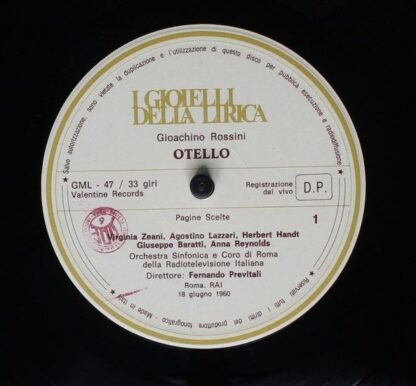 ★ Salvo autorizzazione, sono vietate la duplicazione e l'utilizzazione di questo disco per pubblica esecuzione e radiodiffusione ★
I GIOIELLI
DELLA LIRICA
Gioachino Rossini
OTELLO
GML - 47 / 33 giri
Valentine Records
Registrazione
dal vivo
D.P.
Pagine Scelte
1
Virginia Zeani, Agostino Lazzari, Herbert Handt
Giuseppe Baratti, Anna Reynolds
Orchestra Sinfonica e Coro di Roma
della Radiotelevisione Italiana
Direttore: Fernando Previtali
Roma. RAI
18 giugno 1960
Riservati tutti i diritti del produttore fonografico - Made in Italy